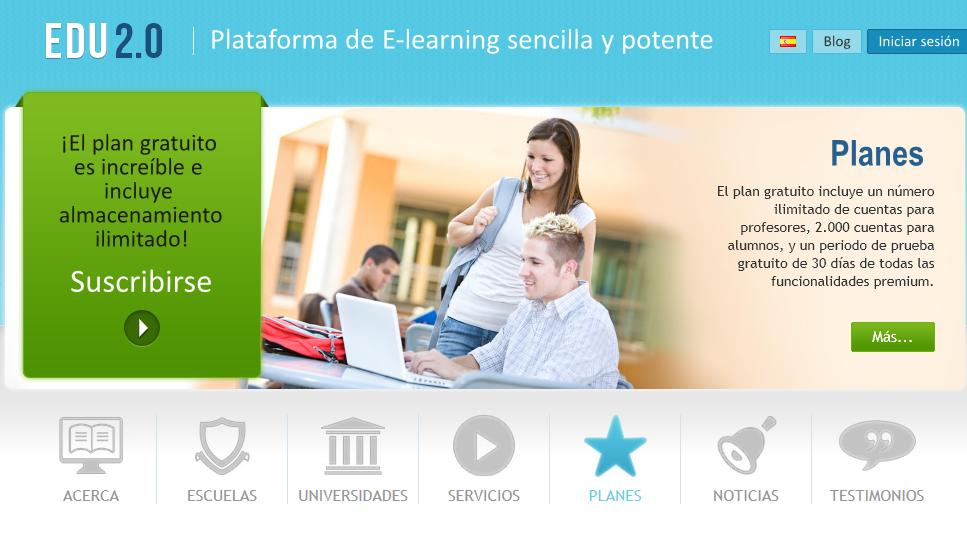 EDU 2.0
Plataforma de E-learning sencilla y potente
Blog
Iniciar sesión
¡El plan gratuito
es increíble e
incluye
almacenamiento
ilimitado!
Suscribirse
Planes
El plan gratuito incluye un número
ilimitado de cuentas para
profesores, 2.000 cuentas para
alumnos, y un periodo de prueba
gratuito de 30 días de todas las
funcionalidades premium.
Más...
ACERCA
ESCUELAS
UNIVERSIDADES
SERVICIOS
PLANES
NOTICIAS
TESTIMONIOS